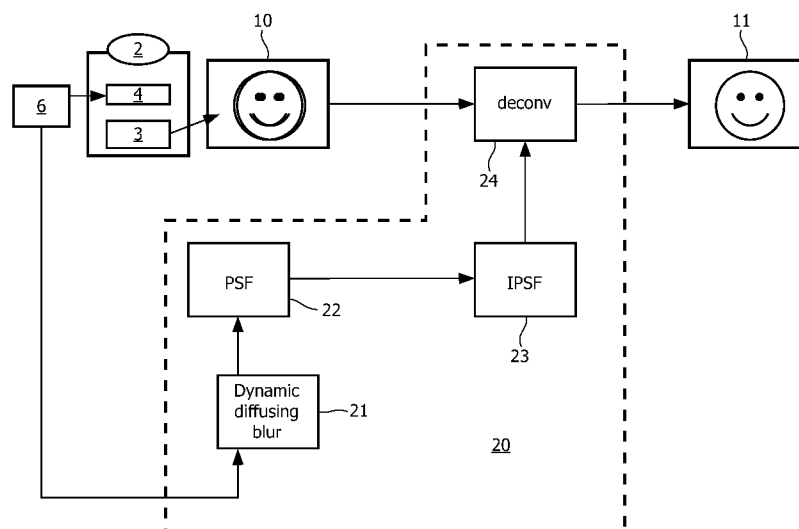 10
11
2
6
4
3
deconv
24
PSF
22
IPSF
23
Dynamic
diffusing
blur
21
20